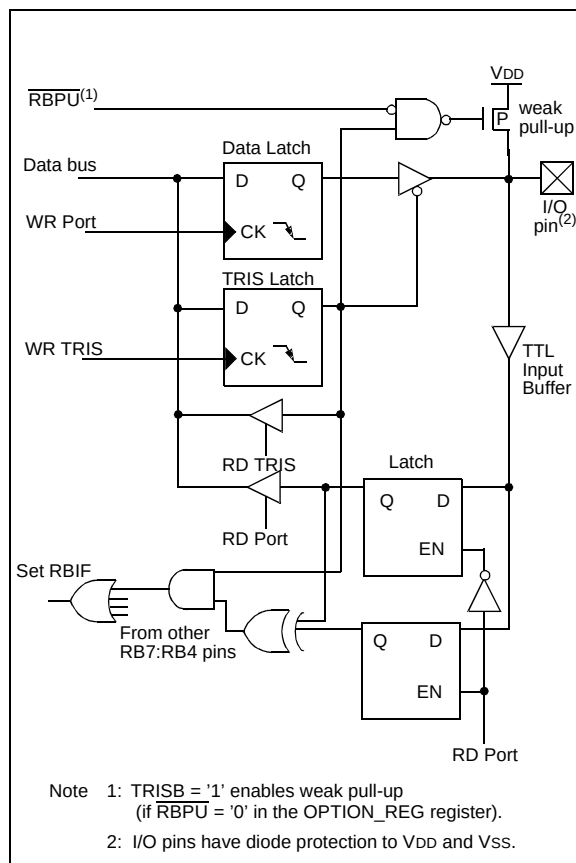 VDD
RBPU(1)
weak
pull-up
P
Data Latch
Data bus
D Q
I/O
pin(2)
WR Port
CK
TRIS Latch
D Q
WR TRIS
CK
TTL
Input
Buffer
RD TRIS
Latch
Q D
RD Port
EN
Set RBIF
From other
RB7:RB4 pins
Q D
EN
RD Port
Note 1: TRISB = '1' enables weak pull-up
(if RBPU = '0' in the OPTION_REG register).
2: I/O pins have diode protection to VDD and VSS.